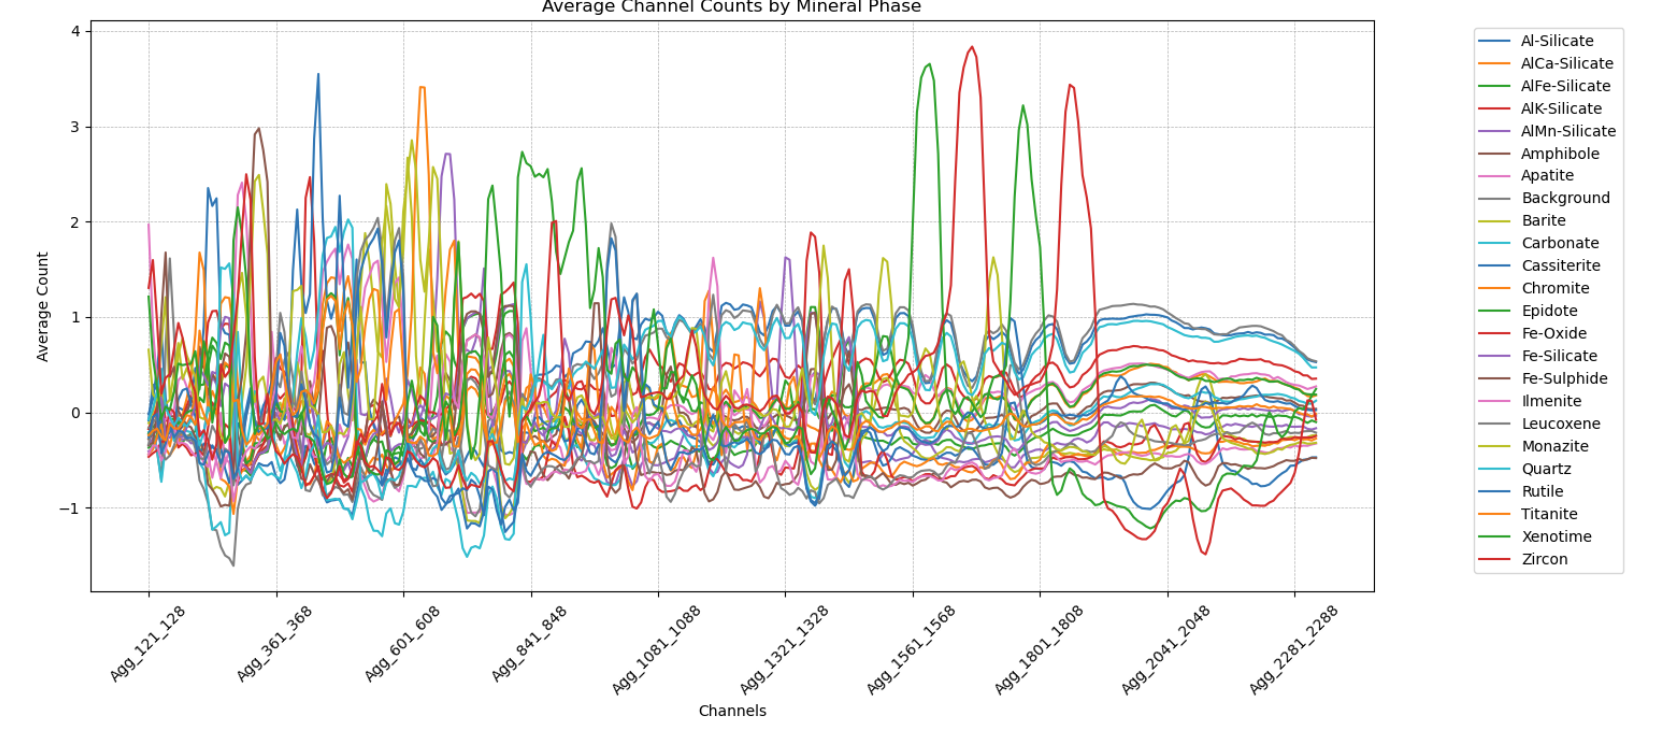 Average Channel Counts by Mineral Phase
4
3
2
1
0
−1
Average Count
Agg_121_128
Agg_361_368
Agg_601_608
Agg_841_848
Agg_1081_1088
Agg_1321_1328
Agg_1561_1568
Agg_1801_1808
Agg_2041_2048
Agg_2281_2288
Channels
Al-Silicate
AlCa-Silicate
AlFe-Silicate
AlK-Silicate
AlMn-Silicate
Amphibole
Apatite
Background
Barite
Carbonate
Cassiterite
Chromite
Epidote
Fe-Oxide
Fe-Silicate
Fe-Sulphide
Ilmenite
Leucoxene
Monazite
Quartz
Rutile
Titanite
Xenotime
Zircon